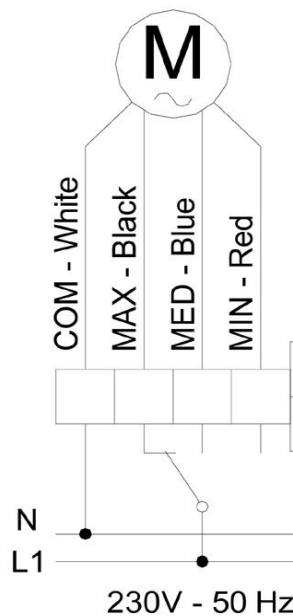 M
COM - White
MAX - Black
MED - Blue
MIN - Red
N
L1
230V - 50 Hz